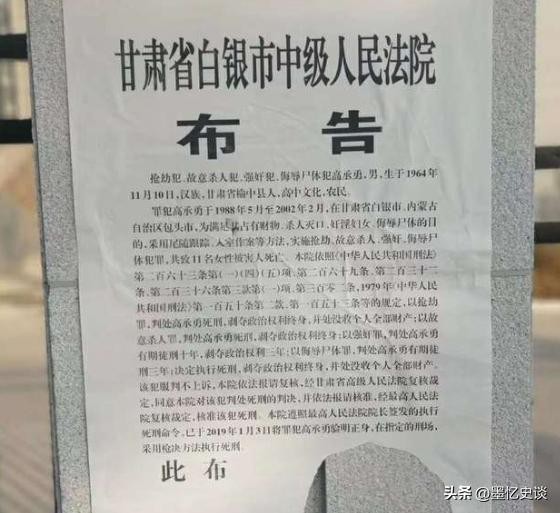 甘肃省白银市中级人民法院
布 告
抢劫犯、故意杀人犯、强奸犯、侮辱尸体犯高承勇,男,生于1964年
11月10日,汉族,甘肃省榆中县人,高中文化,农民。
罪犯高承勇于1988年5月至2002年2月,在甘肃省白银市、内蒙古
自治区包头市,为满足占有财物、杀人灭口、奸淫妇女、侮辱尸体的目
的,采用尾随跟踪、入室作案等方法,实施抢劫、故意杀人、强奸、侮辱尸
体犯罪,共致11名女性被害人死亡。本院依照《中华人民共和国刑法》
第二百六十三条第(一)(四)(五)项、第二百六十九条、第二百三十二
条、第二百三十六条第三款第(一)项、第三百零二条,1979年《中华人
民共和国刑法》第一百五十条第二款、第一百五十三条等的规定,以抢劫
罪,判处高承勇死刑,剥夺政治权利终身,并处没收个人全部财产;以故
意杀人罪,判处高承勇死刑,剥夺政治权利终身;以强奸罪,判处高承勇有
期徒刑十年,剥夺政治权利三年;以侮辱尸体罪,判处高承勇有期徒
刑三年;决定执行死刑,剥夺政治权利终身,并处没收个人全部财产。
该犯服判不上诉,本院依法报请复核,经甘肃省高级人民法院复核裁
定,同意本院对该犯判处死刑的判决,并依法报请核准,经最高人民法
院复核裁定,核准该犯死刑。本院遵照最高人民法院院长签发的执行
死刑命令,已于2019年1月3日将罪犯高承勇验明正身,在指定的刑场,
采用枪决方法执行死刑。
此 布
头条 @墨忆史谈